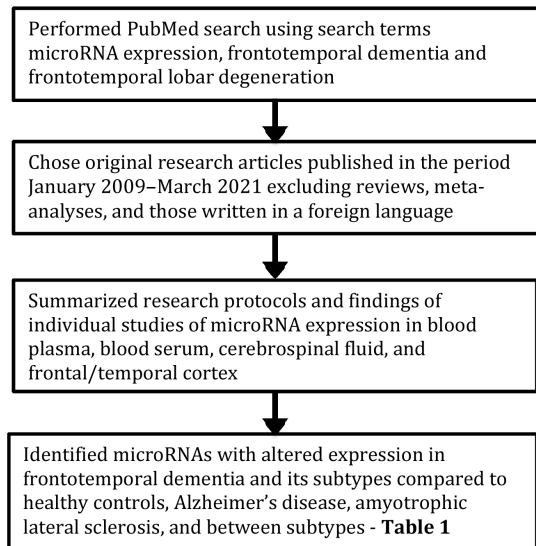 Performed PubMed search using search terms
microRNA expression, frontotemporal dementia and
frontotemporal lobar degeneration
Chose original research articles published in the period
January 2009–March 2021 excluding reviews, meta-
analyses, and those written in a foreign language
Summarized research protocols and findings of
individual studies of microRNA expression in blood
plasma, blood serum, cerebrospinal fluid, and
frontal/temporal cortex
Identified microRNAs with altered expression in
frontotemporal dementia and its subtypes compared to
healthy controls, Alzheimer's disease, amyotrophic
lateral sclerosis, and between subtypes - Table 1